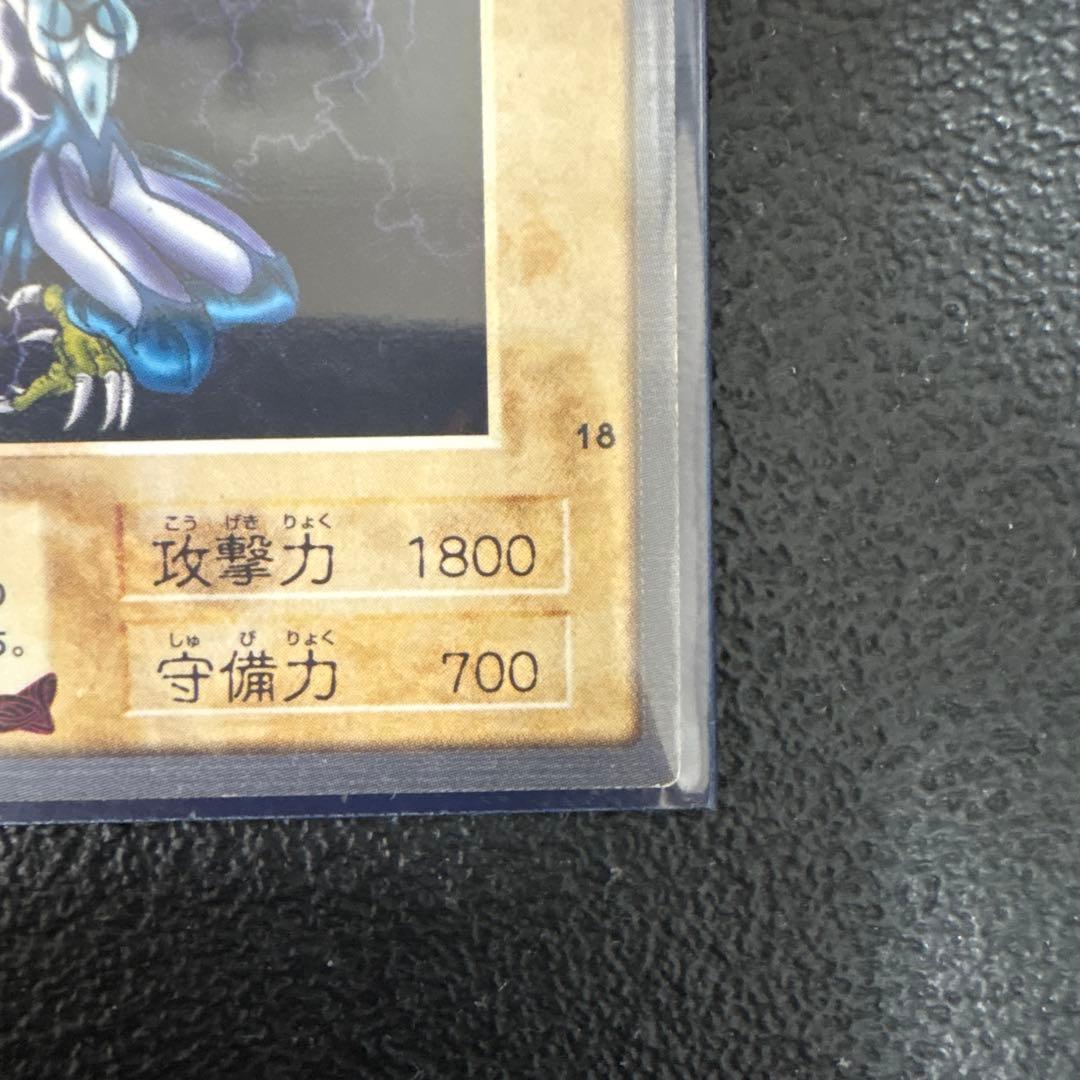 18
こう げき りょく
攻撃力 1800
しゅ び りょく
守備力 700
。